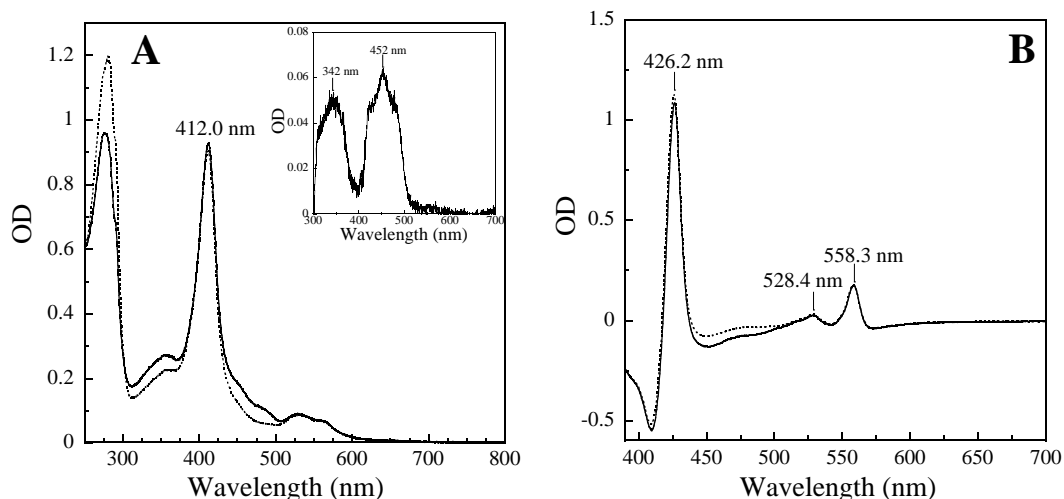 A
412.0 nm
OD
1.2
1
0.8
0.6
0.4
0.2
0
300
400
500
600
700
800
Wavelength (nm)
0.08
0.06
0.04
0.02
0
OD
342 nm
452 nm
300
400
500
600
700
Wavelength (nm)
B
426.2 nm
528.4 nm
558.3 nm
OD
1.5
1
0.5
0
-0.5
400
450
500
550
600
650
700
Wavelength (nm)